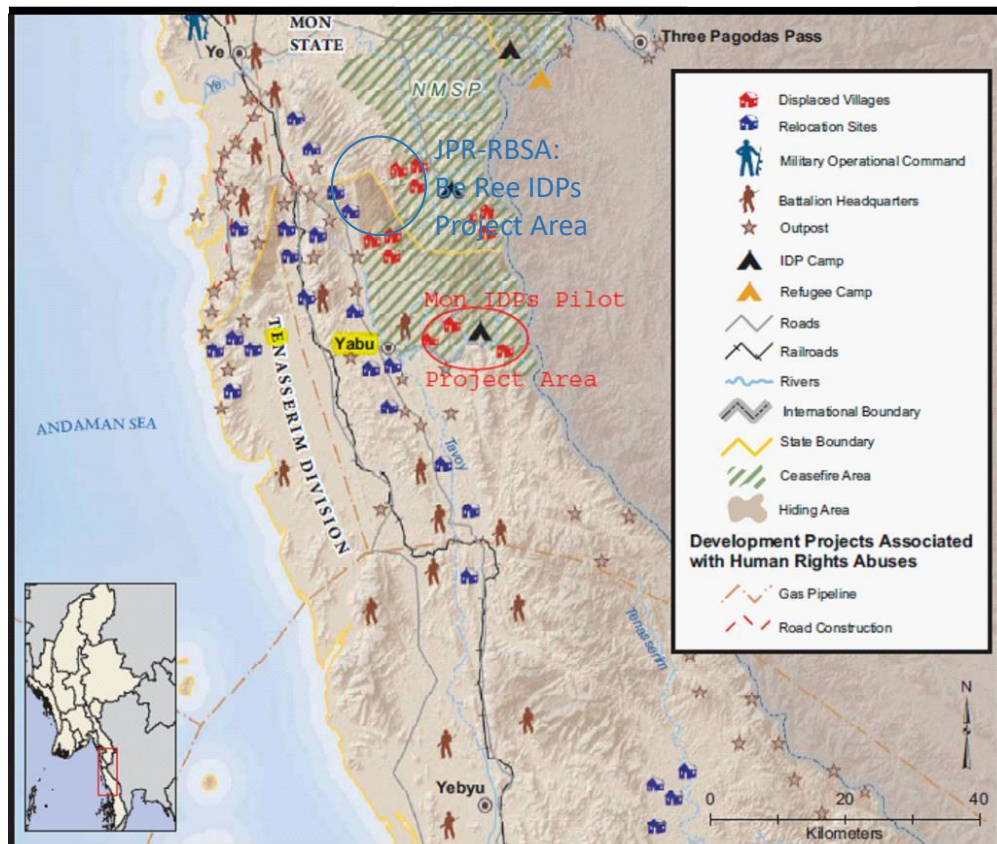 MON
STATE
Ye
Ye
NMSP
Three Pagodas Pass
JPR-RBSA:
Be Ree IDPs
Project Area
Mon IDPs Pilot
Project Area
Yabu
TENASSERIM DIVISION
ANDAMAN SEA
Tavoy
Tenasserim
Yebyu
Displaced Villages
Relocation Sites
Military Operational Command
Battalion Headquarters
Outpost
IDP Camp
Refugee Camp
Roads
Railroads
Rivers
International Boundary
State Boundary
Ceasefire Area
Hiding Area
Development Projects Associated
with Human Rights Abuses
Gas Pipeline
Road Construction
N
0 20 40
Kilometers